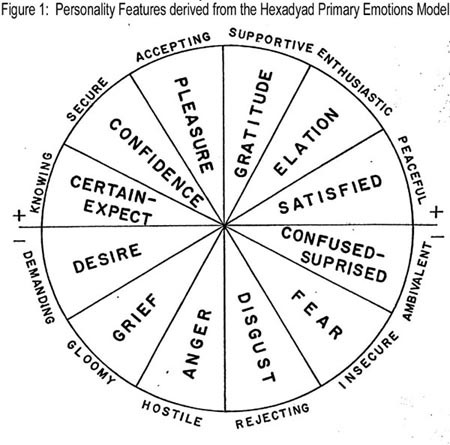 Figure 1:  Personality Features derived from the Hexadyad Primary Emotions Model
ACCEPTING
SUPPORTIVE
ENTHUSIASTIC
SECURE
PEACEFUL
KNOWING
PLEASURE
GRATITUDE
CONFIDENCE
ELATION
CERTAIN-
EXPECT
SATISFIED
+
+
−
−
DESIRE
CONFUSED-
SUPRISED
GRIEF
ANGER
DISGUST
FEAR
DEMANDING
AMBIVALENT
GLOOMY
INSECURE
HOSTILE
REJECTING